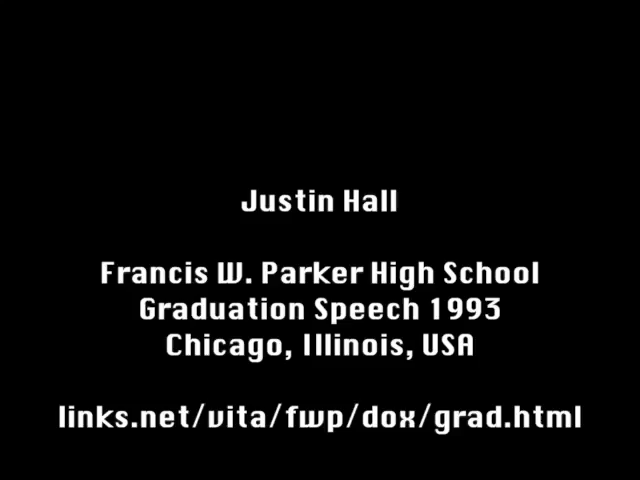 Justin Hall
Francis W. Parker High School
Graduation Speech 1993
Chicago, Illinois, USA
links.net/vita/fwp/dox/grad.html